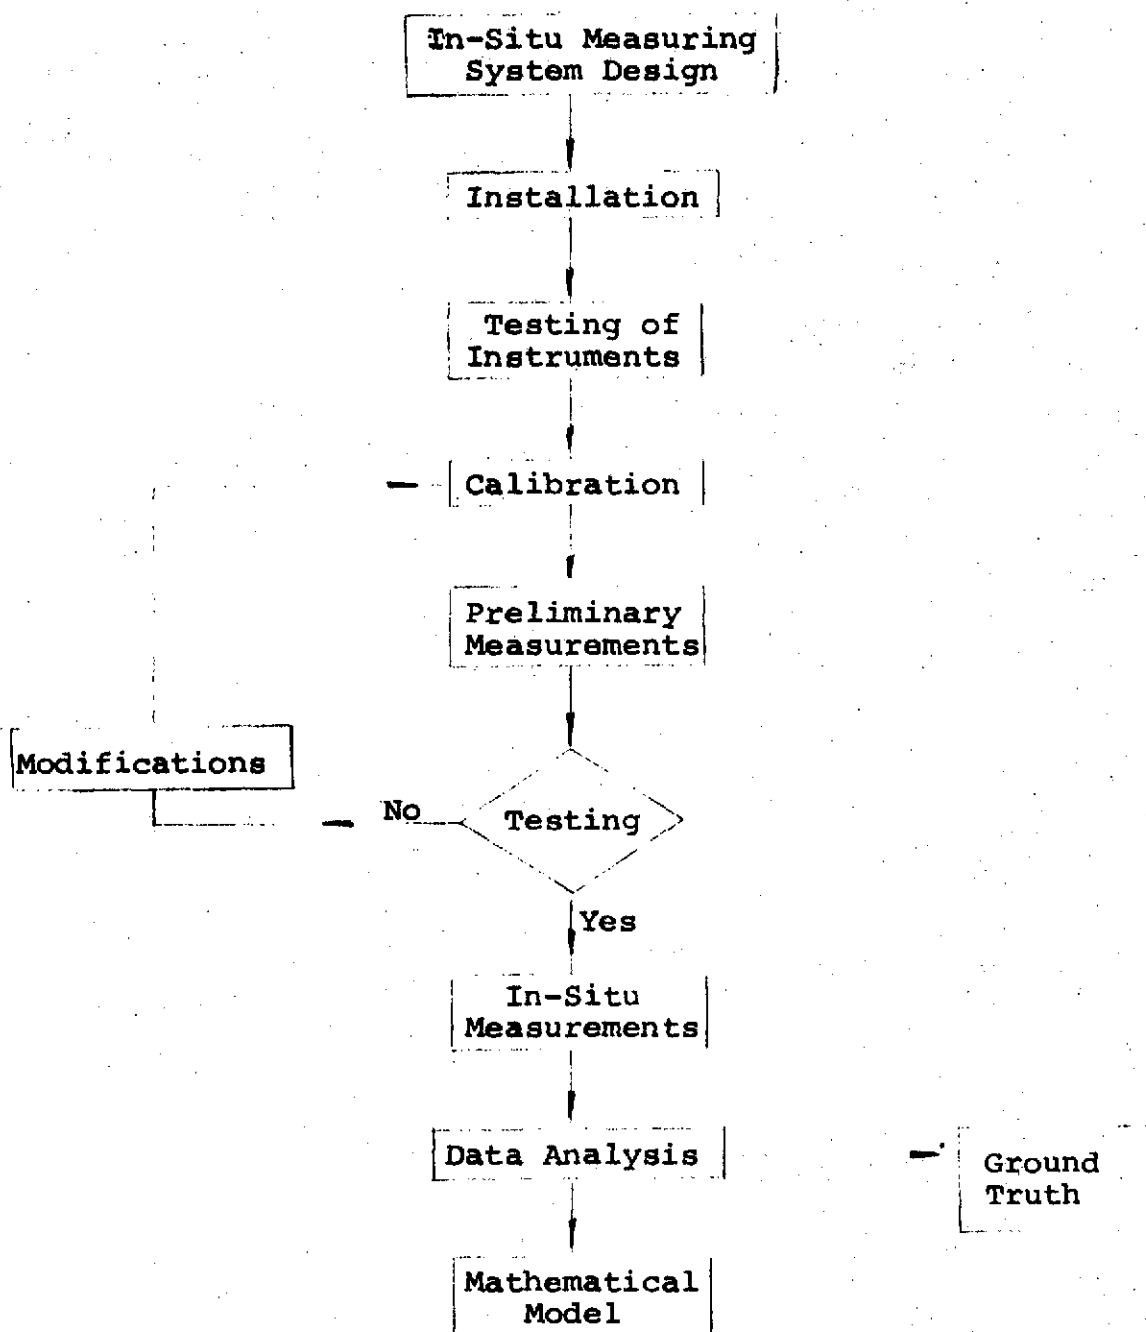 In-Situ Measuring
System Design
Installation
Testing of
Instruments
Calibration
Preliminary
Measurements
Modifications
No
Testing
Yes
In-Situ
Measurements
Data Analysis
Ground
Truth
Mathematical
Model